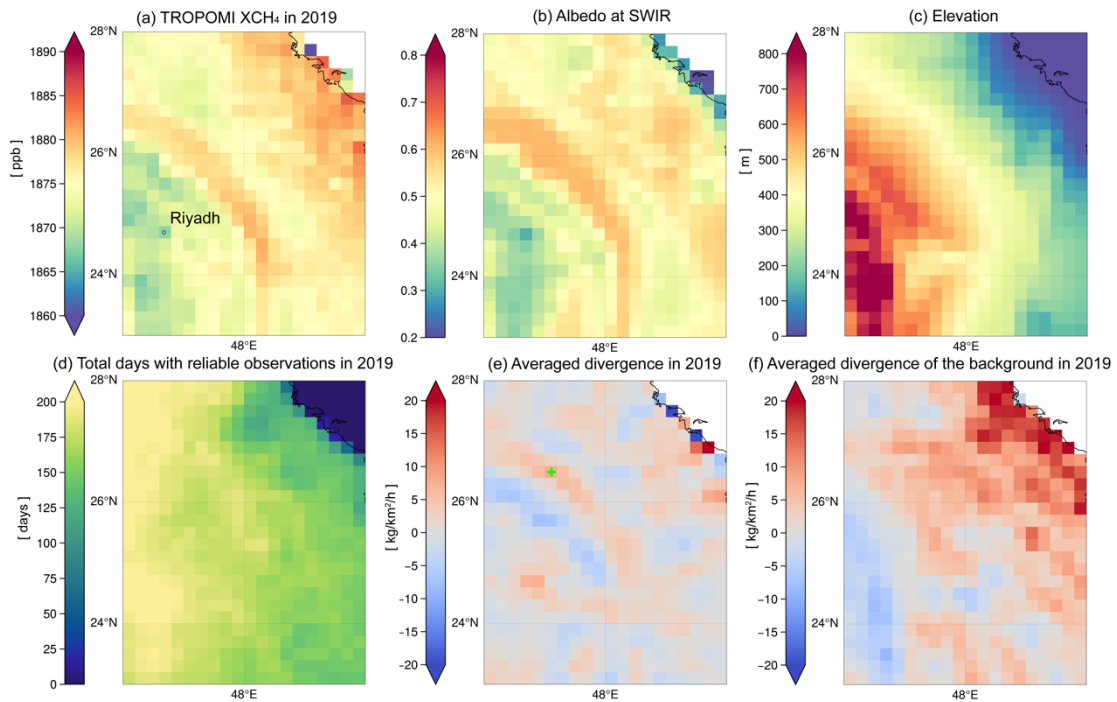 (a) TROPOMI XCH₄ in 2019
(b) Albedo at SWIR
(c) Elevation
28°N
26°N
24°N
48°E
1890
1885
1880
1875
1870
1865
1860
[ ppb ]
Riyadh
28°N
26°N
24°N
48°E
0.8
0.7
0.6
0.5
0.4
0.3
0.2
28°N
26°N
24°N
48°E
800
700
600
500
400
300
200
100
0
[ m ]
(d) Total days with reliable observations in 2019
(e) Averaged divergence in 2019
(f) Averaged divergence of the background in 2019
28°N
26°N
24°N
48°E
200
175
150
125
100
75
50
25
0
[ days ]
28°N
26°N
24°N
48°E
20
15
10
5
0
−5
−10
−15
−20
[ kg/km²/h ]
28°N
26°N
24°N
48°E
20
15
10
5
0
−5
−10
−15
−20
[ kg/km²/h ]